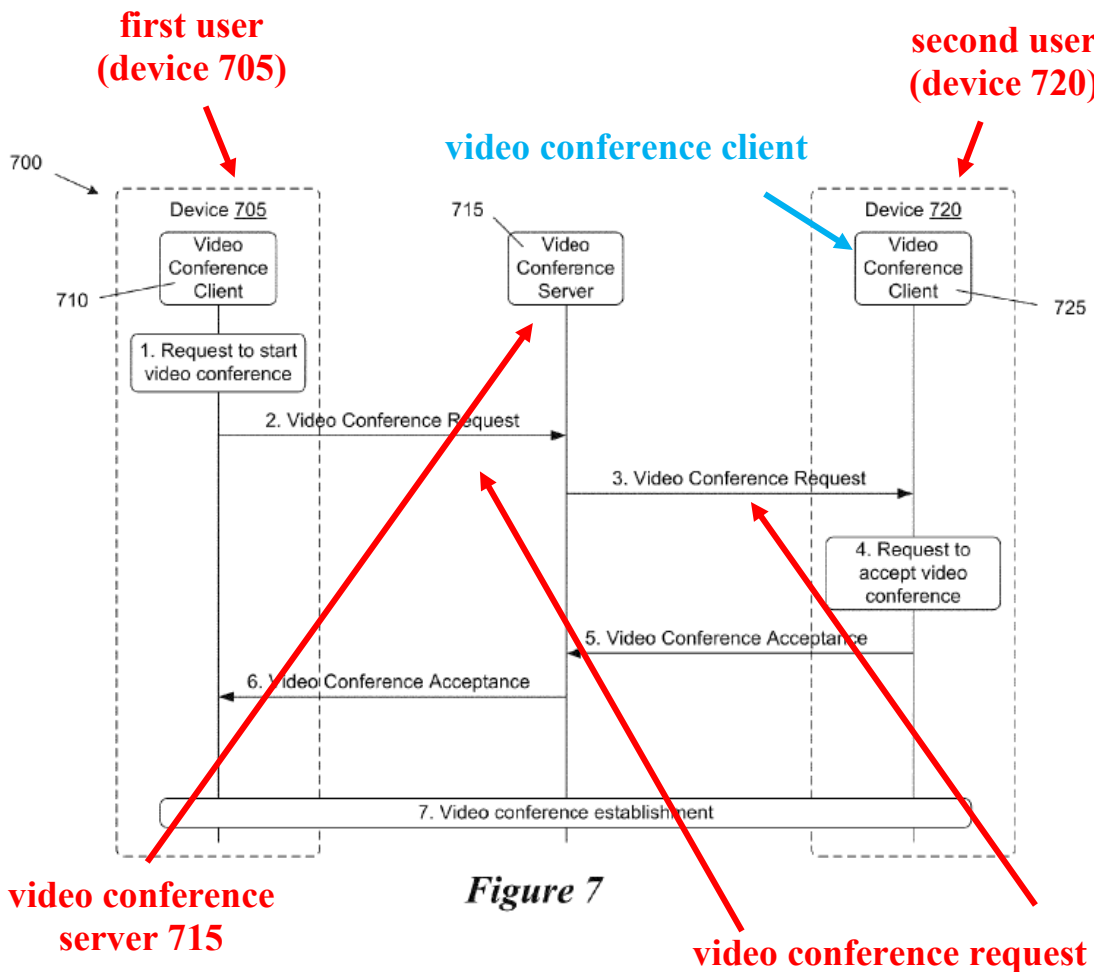 first user
(device 705)
second user
(device 720)
video conference client
700
Device 705
715
Device 720
Video
Conference
Client
710
Video
Conference
Server
Video
Conference
Client
725
1. Request to start
video conference
2. Video Conference Request
3. Video Conference Request
4. Request to
accept video
conference
5. Video Conference Acceptance
6. Video Conference Acceptance
7. Video conference establishment
Figure 7
video conference
server 715
video conference request